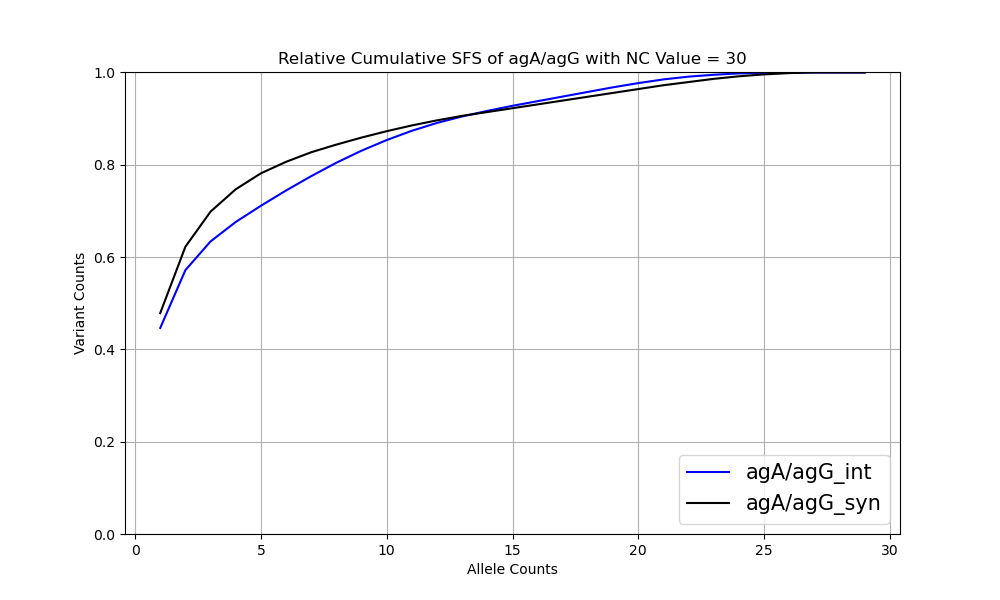 Relative Cumulative SFS of agA/agG with NC Value = 30
1.0
0.8
0.6
0.4
0.2
0.0
Variant Counts
agA/agG_int
agA/agG_syn
0 5 10 15 20 25 30
Allele Counts